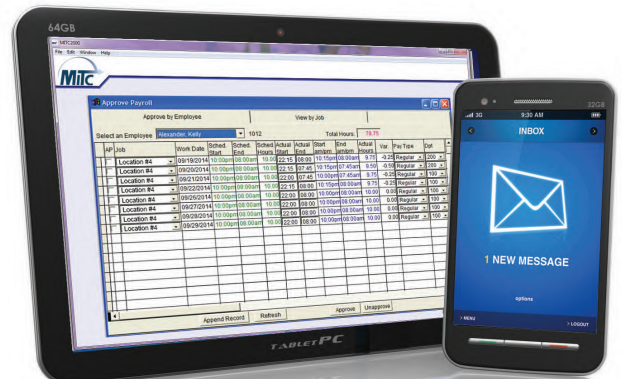 64GB
MITC2000
File Edit Window Help
MiTC
Approve Payroll
Approve by Employee View by Job
Select an Employee Alexander, Kelly 1012 Total Hours: 78.75
AP Job Work Date Sched. Start Sched. End Sched. Hours Actual Start Actual End Start am/pm End am/pm Actual Hours Var. Pay Type Dpt
Location #4 09/19/2014 10:00pm 08:00am 10.00 22:15 08:00 10:15pm 08:00am 9.75 -0.25 Regular 200
Location #4 09/20/2014 10:00pm 08:00am 10.00 22:15 07:45 10:15pm 07:45am 9.50 -0.50 Regular 200
Location #4 09/21/2014 10:00pm 08:00am 10.00 22:00 07:45 10:00pm 07:45am 9.75 -0.25 Regular 100
Location #4 09/22/2014 10:00pm 08:00am 10.00 22:15 08:00 10:15pm 08:00am 9.75 -0.25 Regular 100
Location #4 09/26/2014 10:00pm 08:00am 10.00 22:00 08:00 10:00pm 08:00am 10.00 0.00 Regular 100
Location #4 09/27/2014 10:00pm 08:00am 10.00 22:00 08:00 10:00pm 08:00am 10.00 0.00 Regular 100
Location #4 09/28/2014 10:00pm 08:00am 10.00 22:00 08:00 10:00pm 08:00am 10.00 0.00 Regular 100
Location #4 09/29/2014 10:00pm 08:00am 10.00 22:00 08:00 10:00pm 08:00am 10.00 0.00 Regular 100
Append Record Refresh Approve Unapprove
TABLET PC
32GB
3G 9:30 AM
INBOX
1 NEW MESSAGE
options
> MENU > LOGOUT